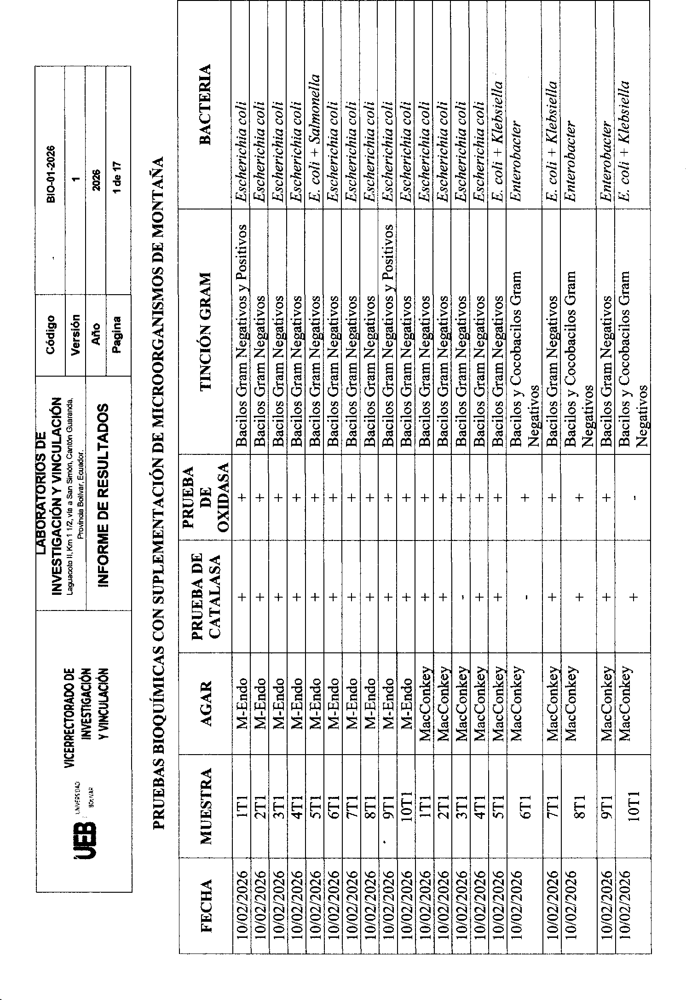 UEB
UNIVERSIDAD
BOLIVAR
VICERRECTORADO DE
INVESTIGACIÓN
Y VINCULACIÓN
LABORATORIOS DE
INVESTIGACIÓN Y VINCULACIÓN
Laguacoto II, Km 1 1/2, vía a San Simón, Cantón Guaranda,
Provincia Bolívar, Ecuador.
INFORME DE RESULTADOS
Código BIO-01-2026
Versión 1
Año 2026
Pagina 1 de 17
PRUEBAS BIOQUÍMICAS CON SUPLEMENTACIÓN DE MICROORGANISMOS DE MONTAÑA
FECHA MUESTRA AGAR PRUEBA DE CATALASA PRUEBA DE OXIDASA TINCIÓN GRAM BACTERIA
10/02/2026 1T1 M-Endo + + Bacilos Gram Negativos y Positivos Escherichia coli
10/02/2026 2T1 M-Endo + + Bacilos Gram Negativos Escherichia coli
10/02/2026 3T1 M-Endo + + Bacilos Gram Negativos Escherichia coli
10/02/2026 4T1 M-Endo + + Bacilos Gram Negativos Escherichia coli
10/02/2026 5T1 M-Endo + + Bacilos Gram Negativos E. coli + Salmonella
10/02/2026 6T1 M-Endo + + Bacilos Gram Negativos Escherichia coli
10/02/2026 7T1 M-Endo + + Bacilos Gram Negativos Escherichia coli
10/02/2026 8T1 M-Endo + + Bacilos Gram Negativos Escherichia coli
10/02/2026 9T1 M-Endo + + Bacilos Gram Negativos y Positivos Escherichia coli
10/02/2026 10T1 M-Endo + + Bacilos Gram Negativos Escherichia coli
10/02/2026 1T1 MacConkey + + Bacilos Gram Negativos Escherichia coli
10/02/2026 2T1 MacConkey + + Bacilos Gram Negativos Escherichia coli
10/02/2026 3T1 MacConkey - + Bacilos Gram Negativos Escherichia coli
10/02/2026 4T1 MacConkey + + Bacilos Gram Negativos Escherichia coli
10/02/2026 5T1 MacConkey + + Bacilos Gram Negativos E. coli + Klebsiella
10/02/2026 6T1 MacConkey - + Bacilos y Cocobacilos Gram Negativos Enterobacter
10/02/2026 7T1 MacConkey + + Bacilos Gram Negativos E. coli + Klebsiella
10/02/2026 8T1 MacConkey + + Bacilos y Cocobacilos Gram Negativos Enterobacter
10/02/2026 9T1 MacConkey + + Bacilos Gram Negativos Enterobacter
10/02/2026 10T1 MacConkey + - Bacilos y Cocobacilos Gram Negativos E. coli + Klebsiella